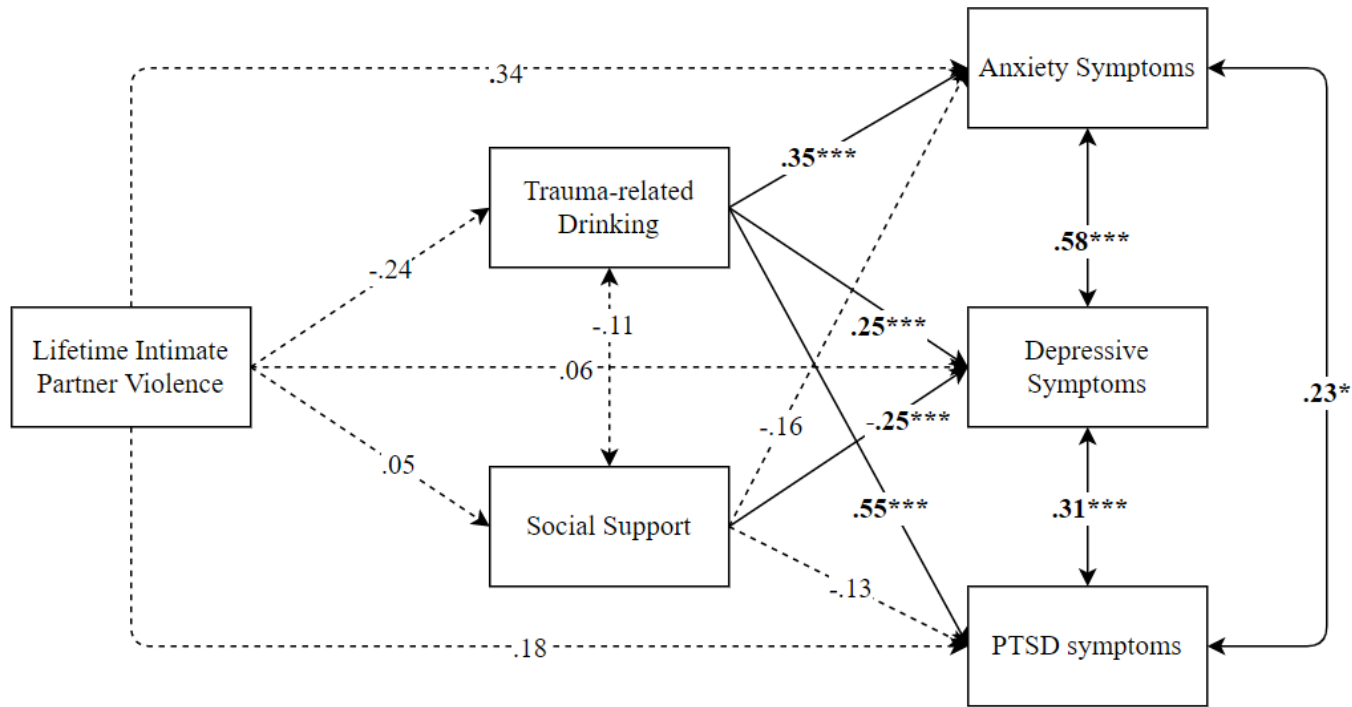 Anxiety Symptoms
.34
.35***
Trauma-related
Drinking
.58***
-.24
-.11
.25***
Lifetime Intimate
Partner Violence
.06
Depressive
Symptoms
.23*
-.16
-.25***
.05
Social Support
.55***
.31***
-.13
.18
PTSD symptoms